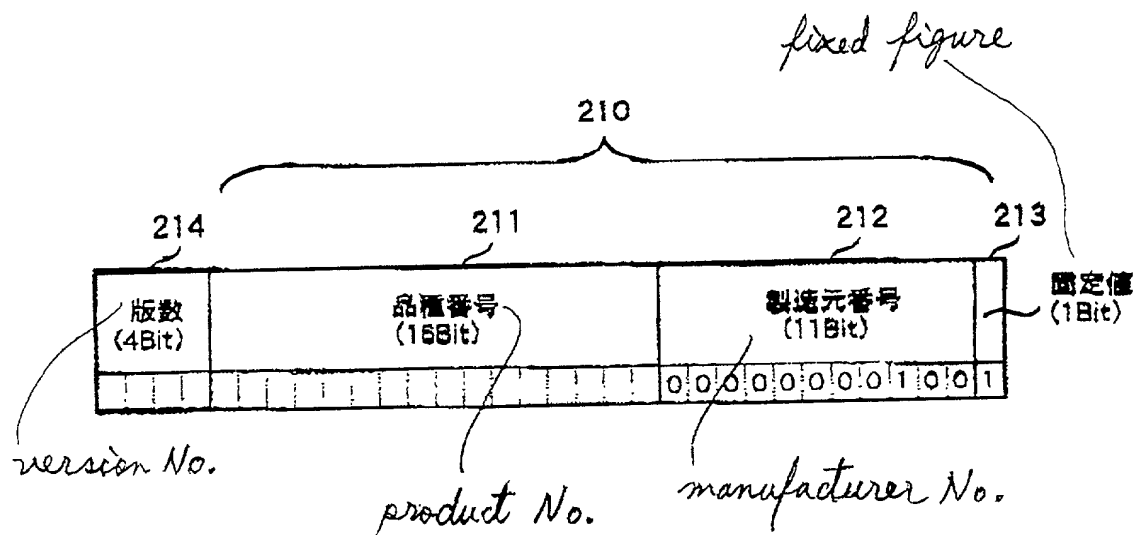 fixed figure
210
214
211
212
213
版数
(4Bit)
品種番号
(16Bit)
製造元番号
(11Bit)
固定値
(1Bit)
0 0 0 0 0 0 0 0 1 0 0 1
version No.
product No.
manufacturer No.